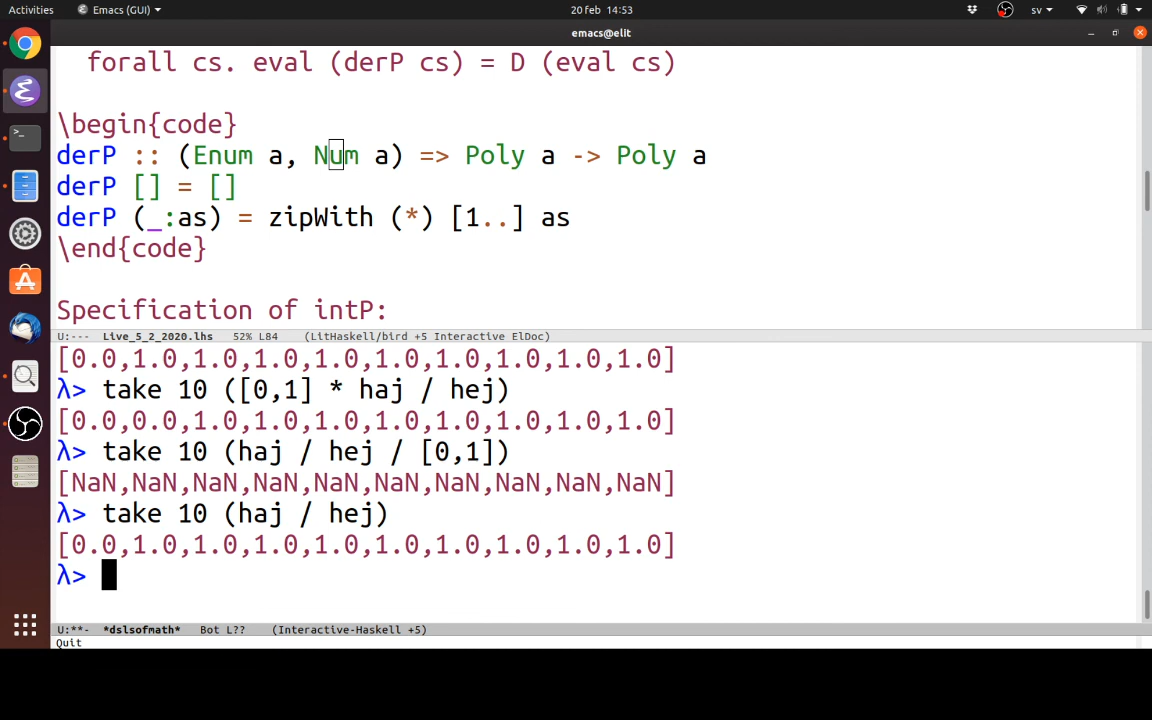 Activities Emacs (GUI) 20 feb 14:53 sv
emacs@elit
forall cs. eval (derP cs) = D (eval cs)
\begin{code}
derP :: (Enum a, Num a) => Poly a -> Poly a
derP [] = []
derP (_:as) = zipWith (*) [1..] as
\end{code}
Specification of intP:
U:--- Live_5_2_2020.lhs 52% L84 (LitHaskell/bird +5 Interactive ElDoc)
[0.0,1.0,1.0,1.0,1.0,1.0,1.0,1.0,1.0,1.0]
λ> take 10 ([0,1] * haj / hej)
[0.0,0.0,1.0,1.0,1.0,1.0,1.0,1.0,1.0,1.0]
λ> take 10 (haj / hej / [0,1])
[NaN,NaN,NaN,NaN,NaN,NaN,NaN,NaN,NaN,NaN]
λ> take 10 (haj / hej)
[0.0,1.0,1.0,1.0,1.0,1.0,1.0,1.0,1.0,1.0]
λ>
U:**- *dslsofmath* Bot L?? (Interactive-Haskell +5)
Quit